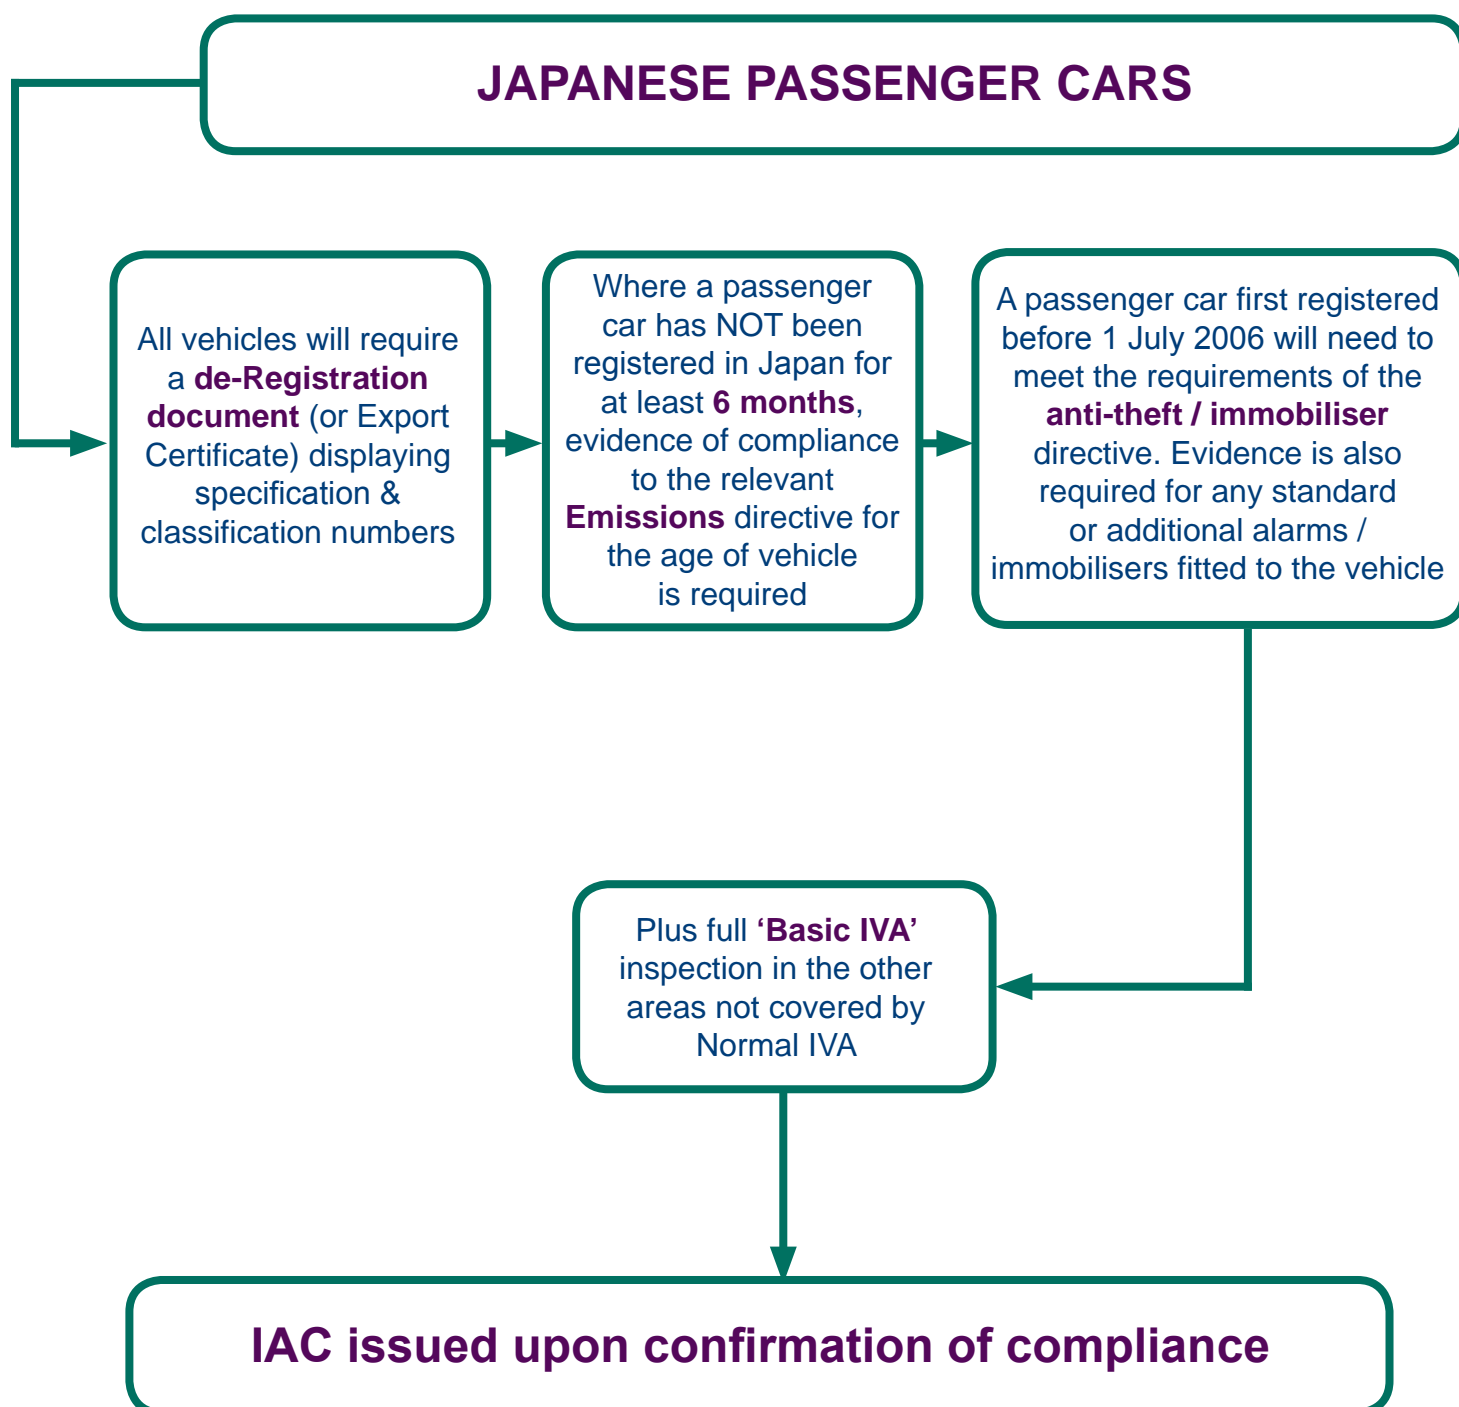 JAPANESE PASSENGER CARS
All vehicles will require
a de-Registration
document (or Export
Certificate) displaying
specification &
classification numbers
Where a passenger
car has NOT been
registered in Japan for
at least 6 months,
evidence of compliance
to the relevant
Emissions directive for
the age of vehicle
is required
A passenger car first registered
before 1 July 2006 will need to
meet the requirements of the
anti-theft / immobiliser
directive. Evidence is also
required for any standard
or additional alarms /
immobilisers fitted to the vehicle
Plus full ‘Basic IVA’
inspection in the other
areas not covered by
Normal IVA
IAC issued upon confirmation of compliance